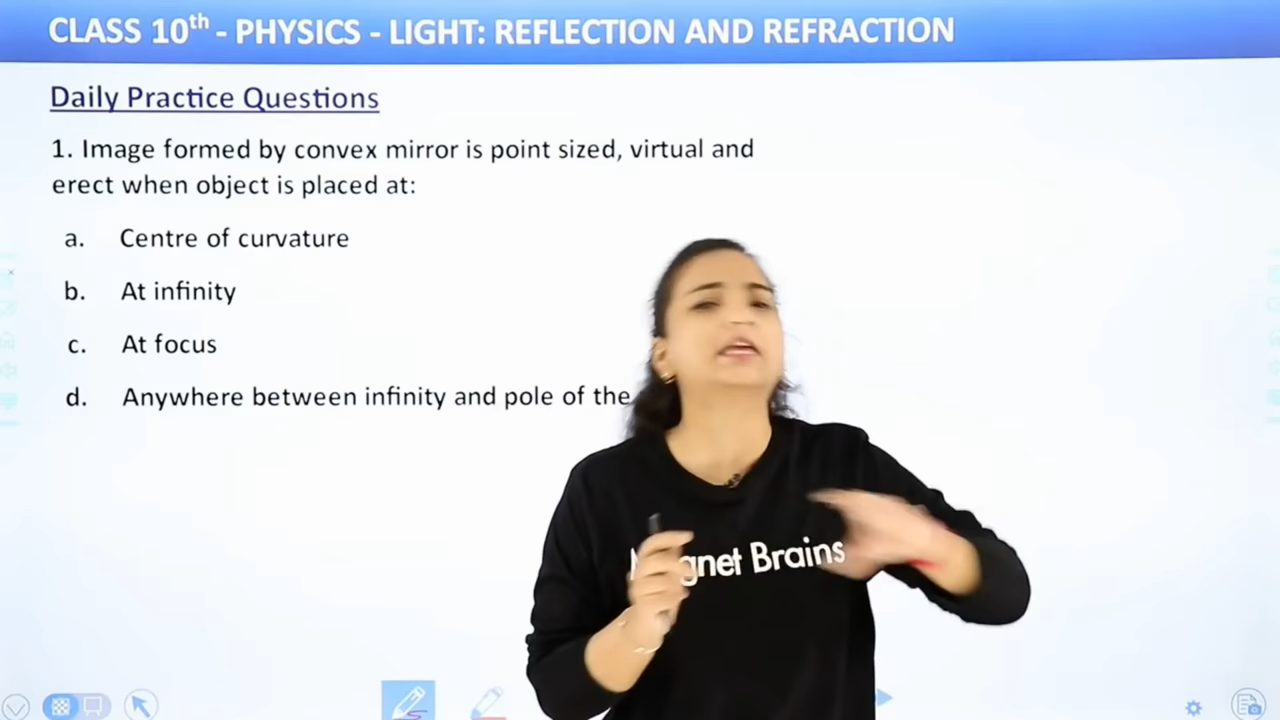 CLASS 10th - PHYSICS - LIGHT: REFLECTION AND REFRACTION
Daily Practice Questions
1. Image formed by convex mirror is point sized, virtual and
erect when object is placed at:
a. Centre of curvature
b. At infinity
c. At focus
d. Anywhere between infinity and pole of the
Brains